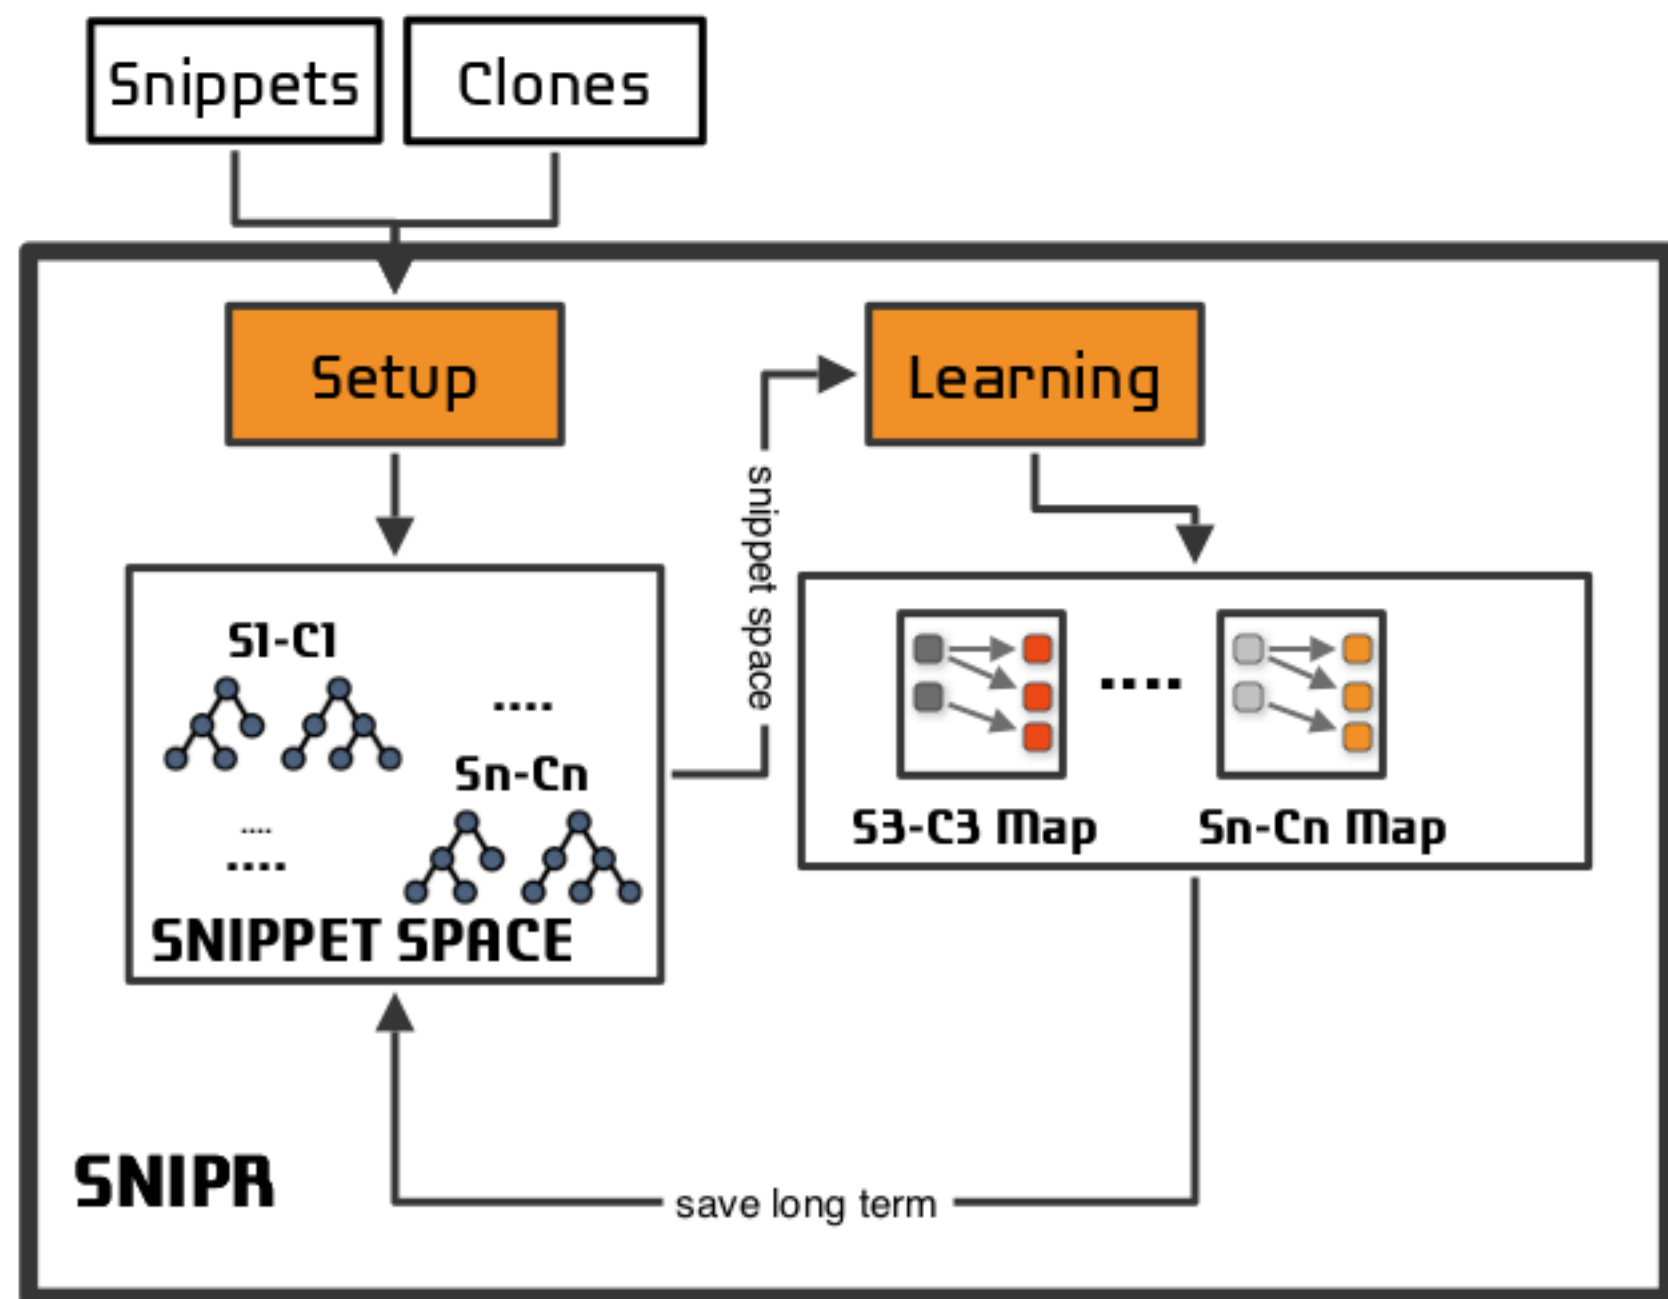 Snippets
Clones
Setup
Learning
snippet space
S1-C1
....
Sn-Cn
....
....
SNIPPET SPACE
....
S3-C3 Map
Sn-Cn Map
SNIPR
save long term